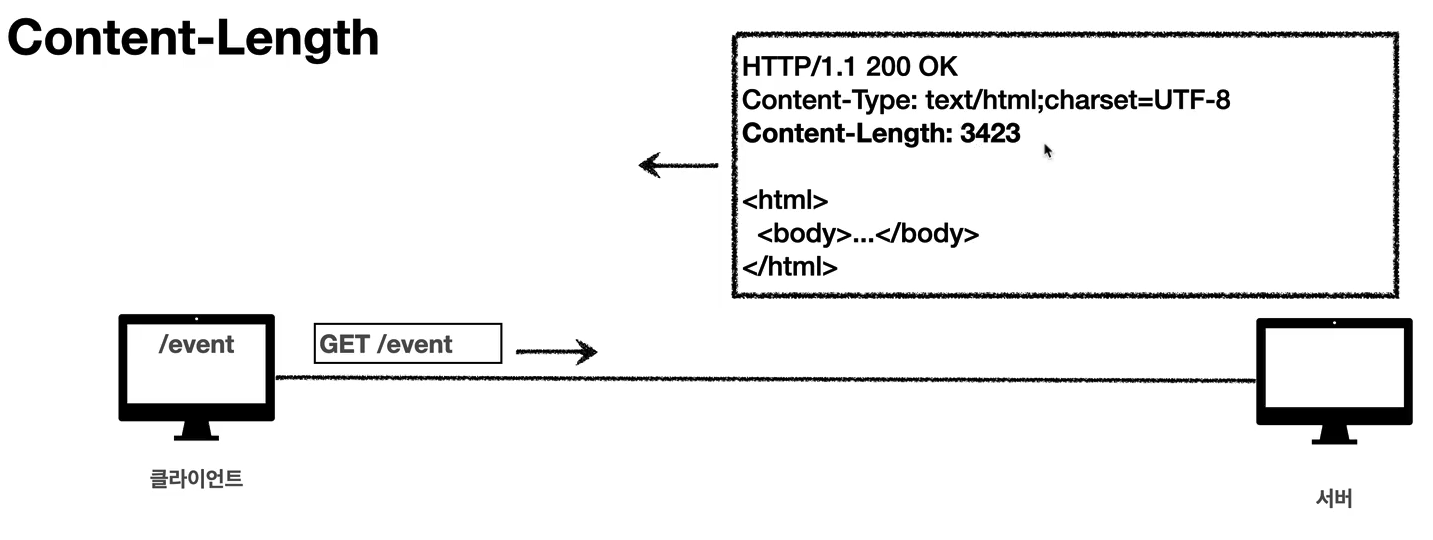 Content-Length
HTTP/1.1 200 OK
Content-Type: text/html;charset=UTF-8
Content-Length: 3423
<html>
<body>...</body>
</html>
/event
GET /event
클라이언트
서버